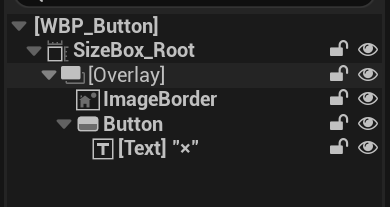 [WBP_Button]
SizeBox_Root
[Overlay]
ImageBorder
Button
[Text] "×"